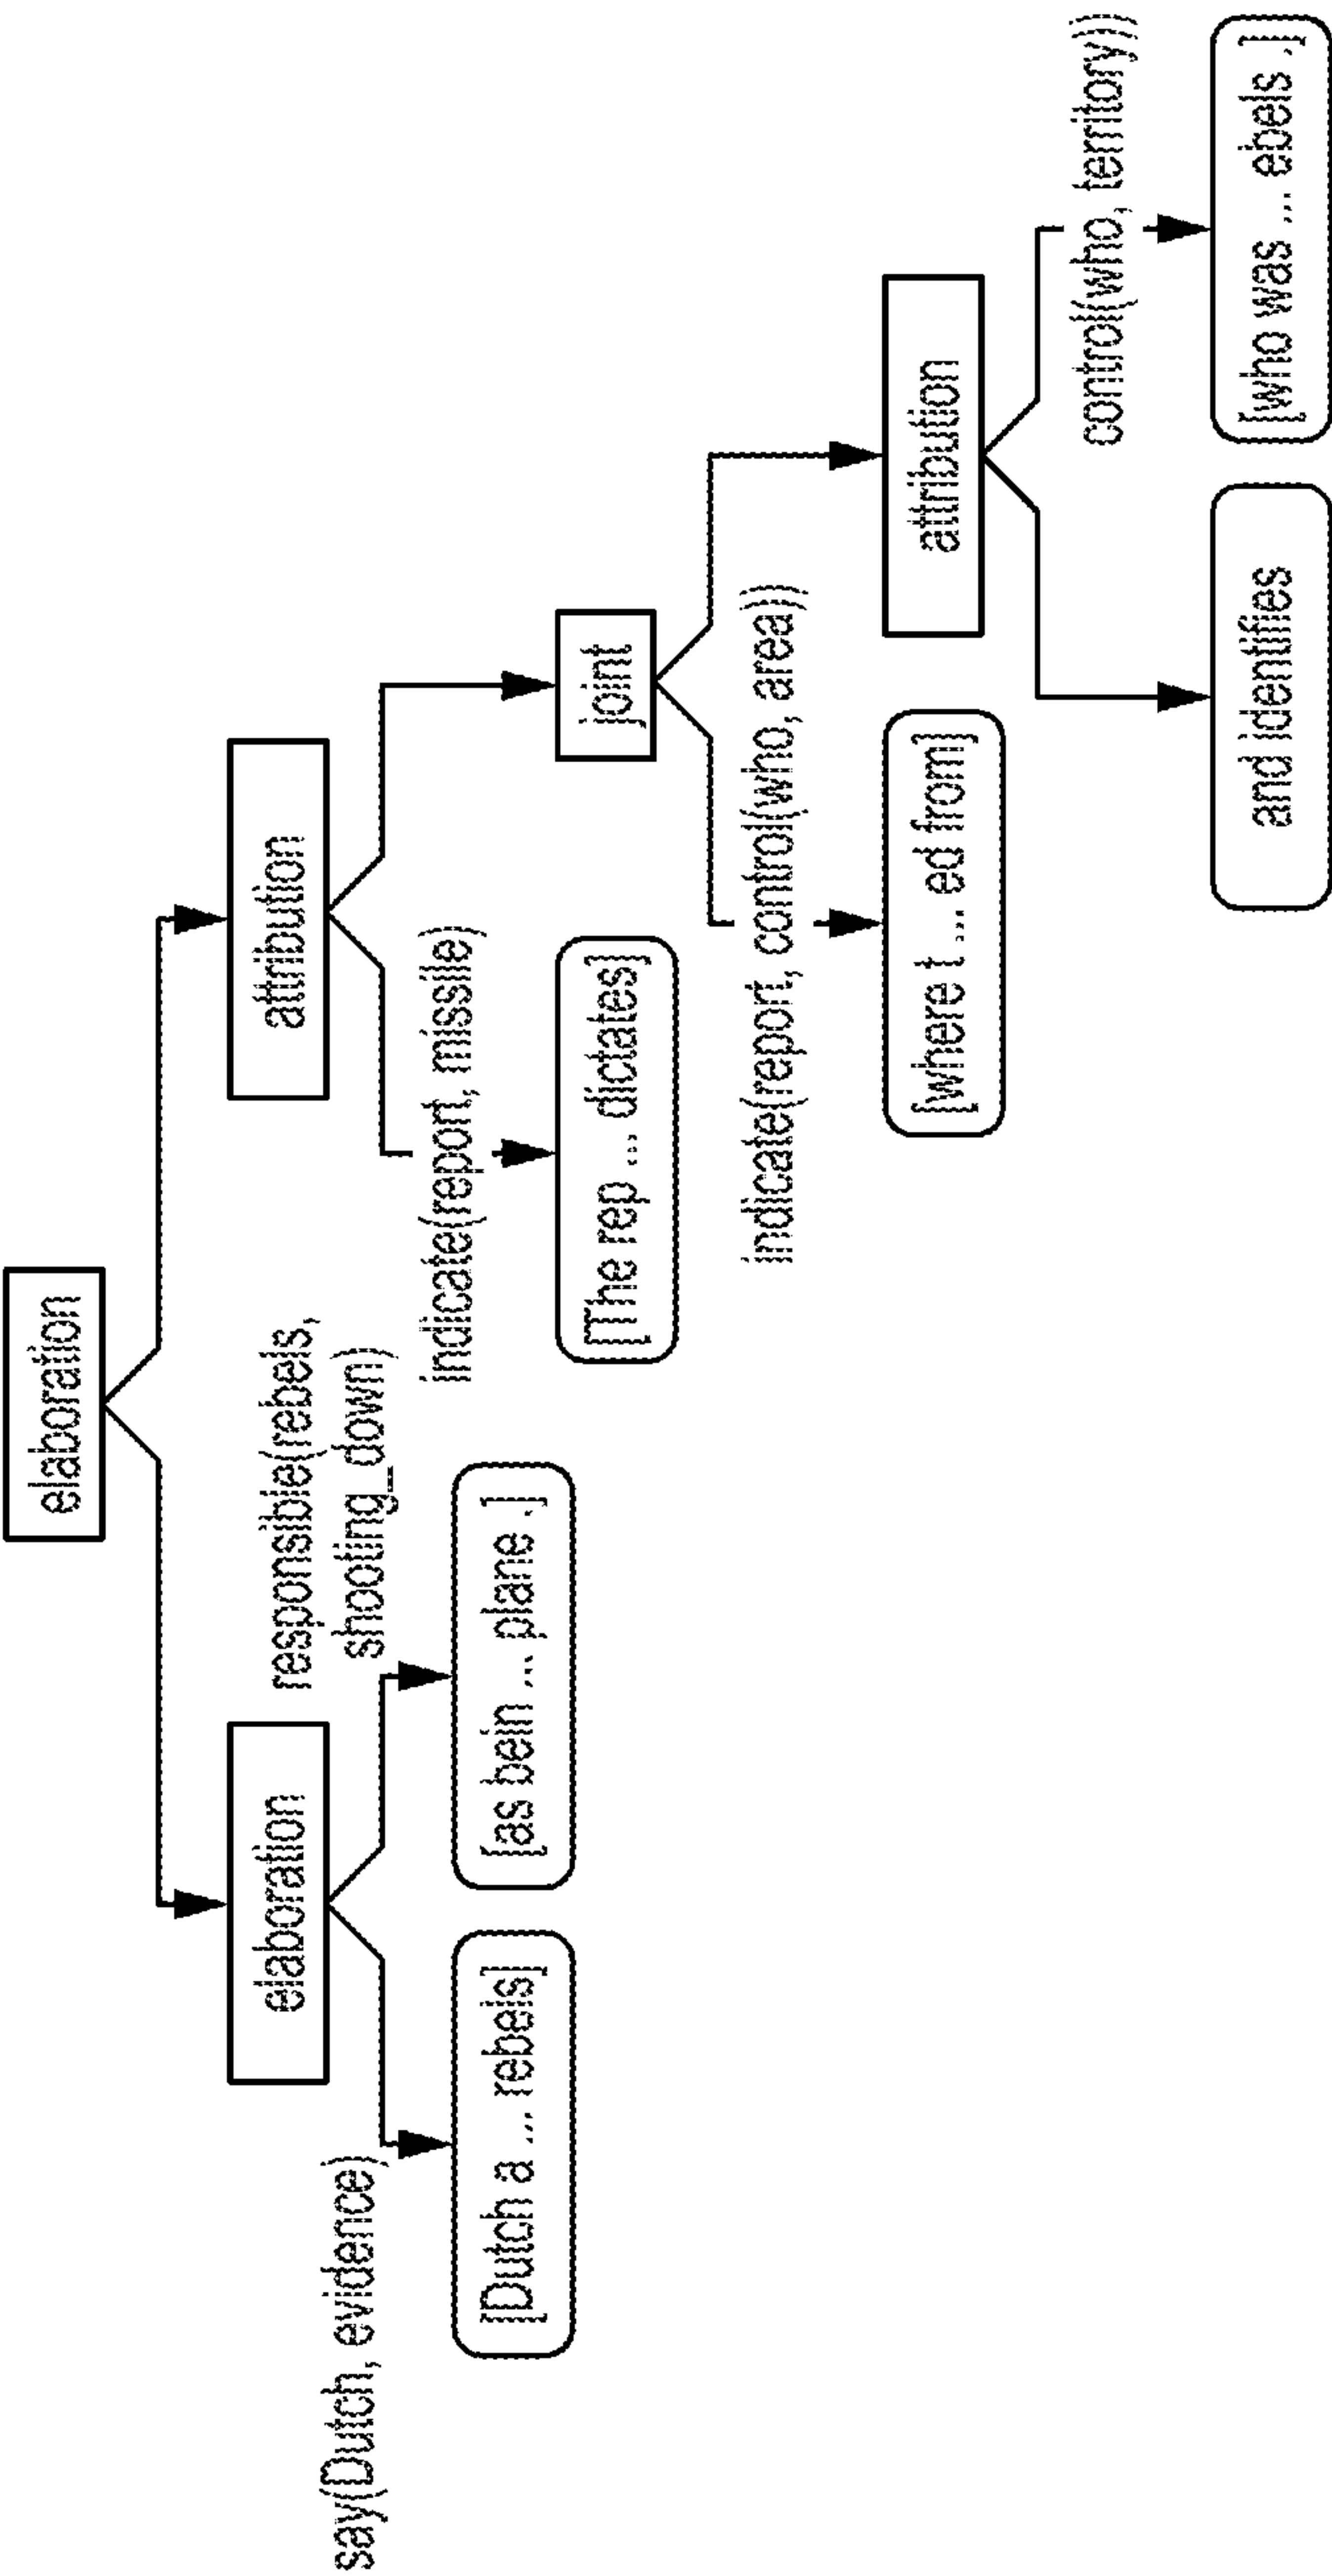 elaboration
elaboration
attribution
say(Dutch, evidence)
responsible(rebels,
shooting_down)
indicate(report, missile)
[Dutch a ... rebels]
[as bein ... plane ,]
[The rep ... dictates]
joint
indicate(report, control(who, area))
[where t ... ed from]
attribution
control(who, territory))
and identifies
[who was ... ebels ,]